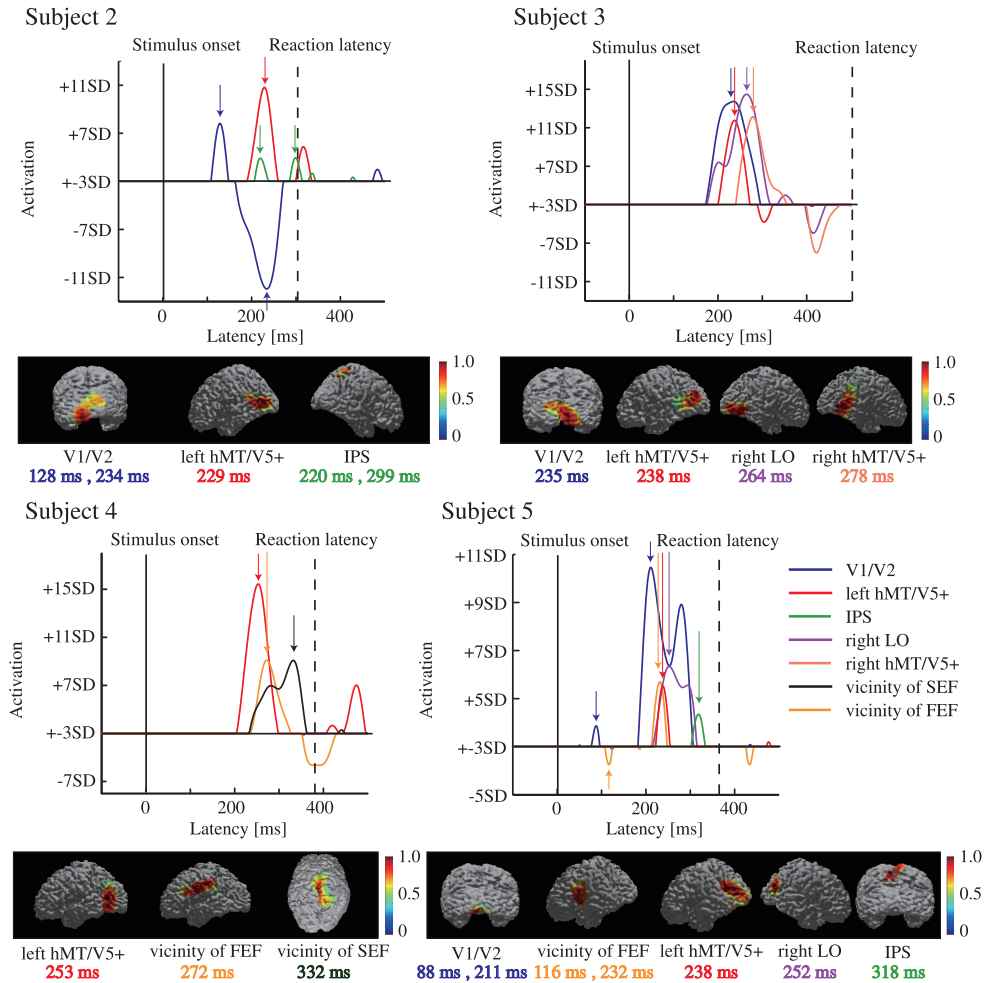 Subject 2
Stimulus onset
Reaction latency
+11SD
+7SD
+-3SD
-7SD
-11SD
Activation
200
400
Latency [ms]
1.0
0.5
0
V1/V2
128 ms , 234 ms
left hMT/V5+
229 ms
IPS
220 ms , 299 ms
Subject 3
Stimulus onset
Reaction latency
+15SD
+11SD
+7SD
+-3SD
-7SD
-11SD
Activation
0
200
400
Latency [ms]
1.0
0.5
0
V1/V2
235 ms
left hMT/V5+
238 ms
right LO
264 ms
right hMT/V5+
278 ms
Subject 4
Stimulus onset
Reaction latency
+15SD
+11SD
+7SD
+-3SD
-7SD
Activation
0
200
400
Latency [ms]
1.0
0.5
0
left hMT/V5+
253 ms
vicinity of FEF
272 ms
vicinity of SEF
332 ms
Subject 5
Stimulus onset
Reaction latency
+11SD
+9SD
+7SD
+5SD
+-3SD
-5SD
Activation
0
200
400
Latency [ms]
V1/V2
left hMT/V5+
IPS
right LO
right hMT/V5+
vicinity of SEF
vicinity of FEF
1.0
0.5
0
V1/V2
88 ms , 211 ms
vicinity of FEF
116 ms , 232 ms
left hMT/V5+
238 ms
right LO
252 ms
IPS
318 ms